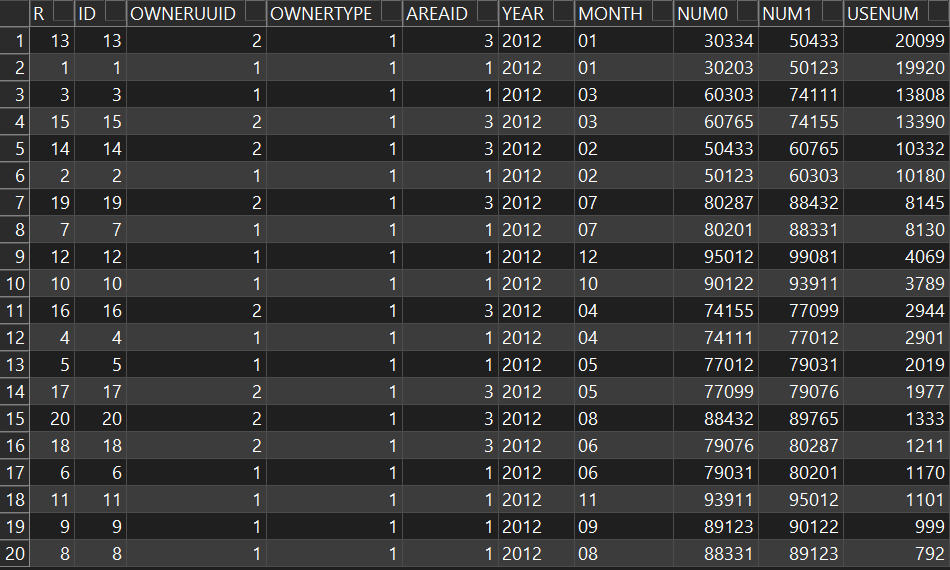 R ID OWNERUUID OWNERTYPE AREAID YEAR MONTH NUM0 NUM1 USENUM
1 13 13 2 1 3 2012 01 30334 50433 20099
2 1 1 1 1 1 2012 01 30203 50123 19920
3 3 3 1 1 1 2012 03 60303 74111 13808
4 15 15 2 1 3 2012 03 60765 74155 13390
5 14 14 2 1 3 2012 02 50433 60765 10332
6 2 2 1 1 1 2012 02 50123 60303 10180
7 19 19 2 1 3 2012 07 80287 88432 8145
8 7 7 1 1 1 2012 07 80201 88331 8130
9 12 12 1 1 1 2012 12 95012 99081 4069
10 10 10 1 1 1 2012 10 90122 93911 3789
11 16 16 2 1 3 2012 04 74155 77099 2944
12 4 4 1 1 1 2012 04 74111 77012 2901
13 5 5 1 1 1 2012 05 77012 79031 2019
14 17 17 2 1 3 2012 05 77099 79076 1977
15 20 20 2 1 3 2012 08 88432 89765 1333
16 18 18 2 1 3 2012 06 79076 80287 1211
17 6 6 1 1 1 2012 06 79031 80201 1170
18 11 11 1 1 1 2012 11 93911 95012 1101
19 9 9 1 1 1 2012 09 89123 90122 999
20 8 8 1 1 1 2012 08 88331 89123 792